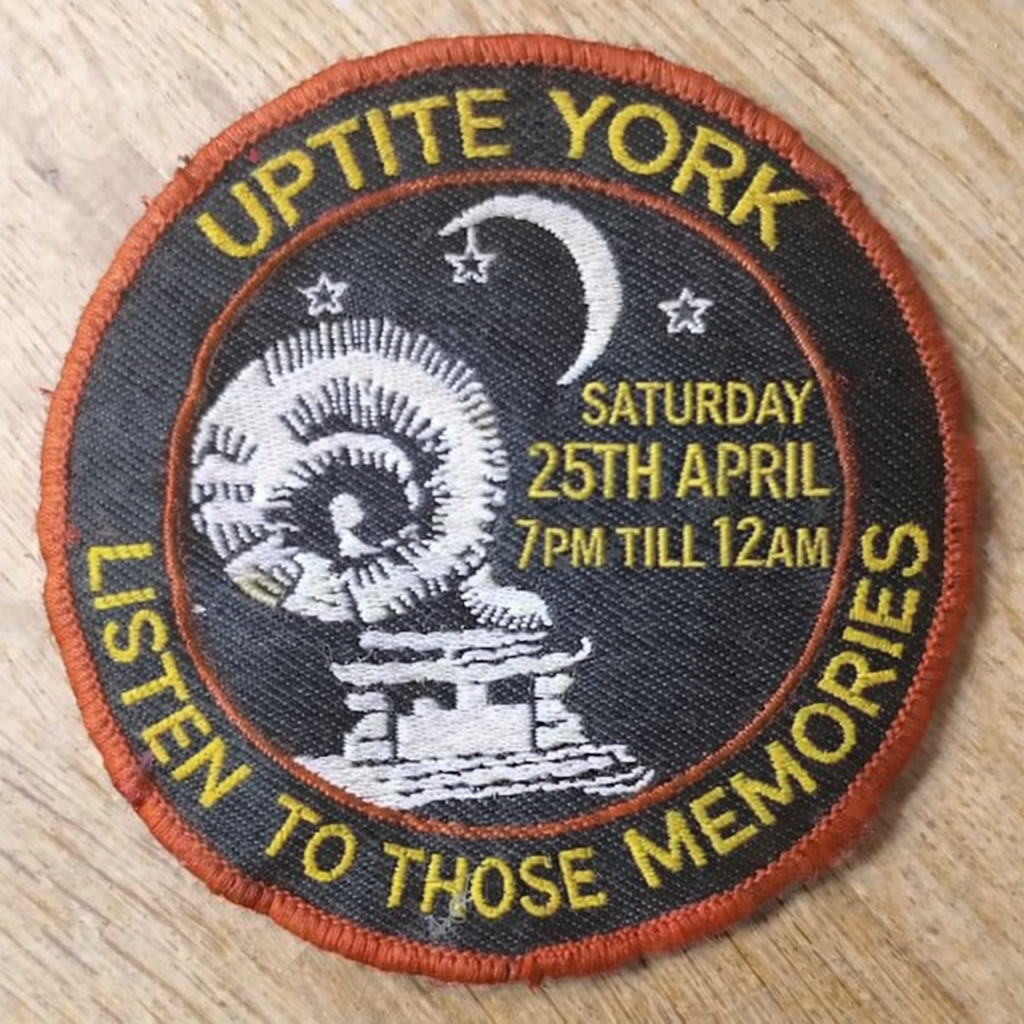 UPTITE YORK
SATURDAY
25TH APRIL
7PM TILL 12AM
LISTEN TO THOSE MEMORIES